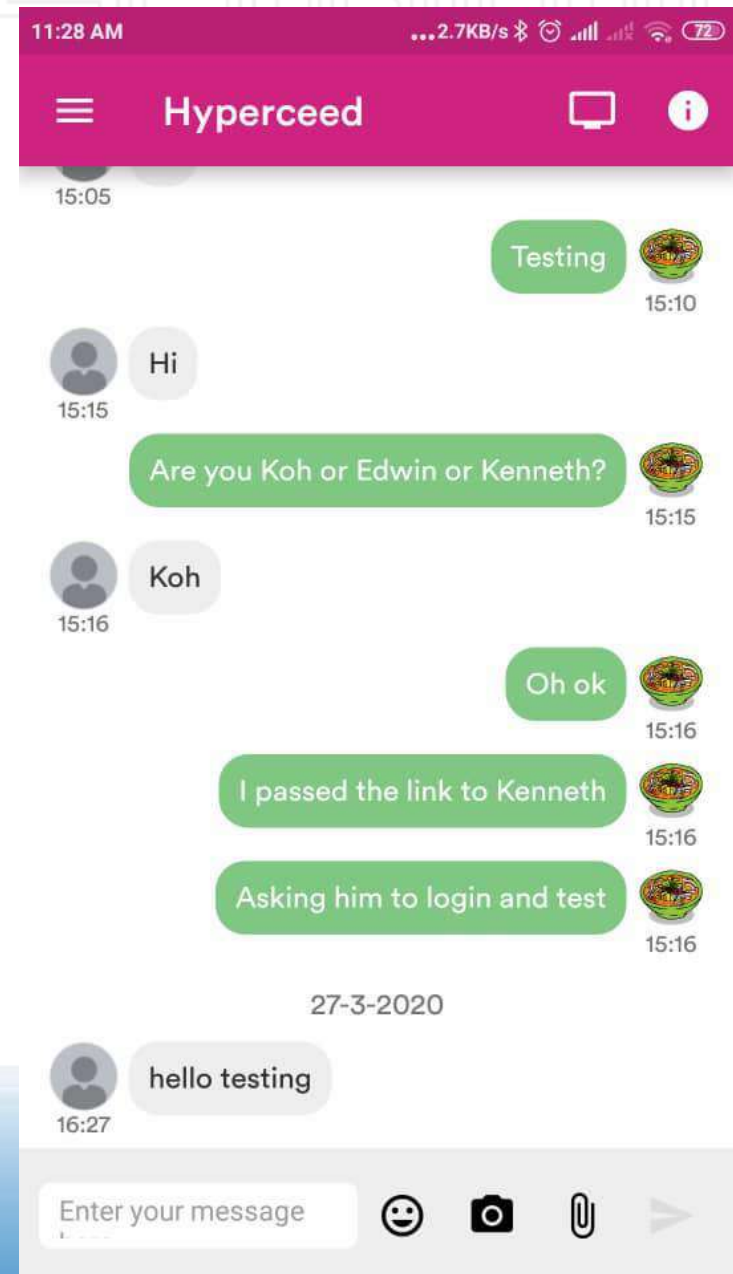 11:28 AM ...2.7KB/s 72
Hyperceed
15:05
Testing
15:10
Hi
15:15
Are you Koh or Edwin or Kenneth?
15:15
Koh
15:16
Oh ok
15:16
I passed the link to Kenneth
15:16
Asking him to login and test
15:16
27-3-2020
hello testing
16:27
Enter your message